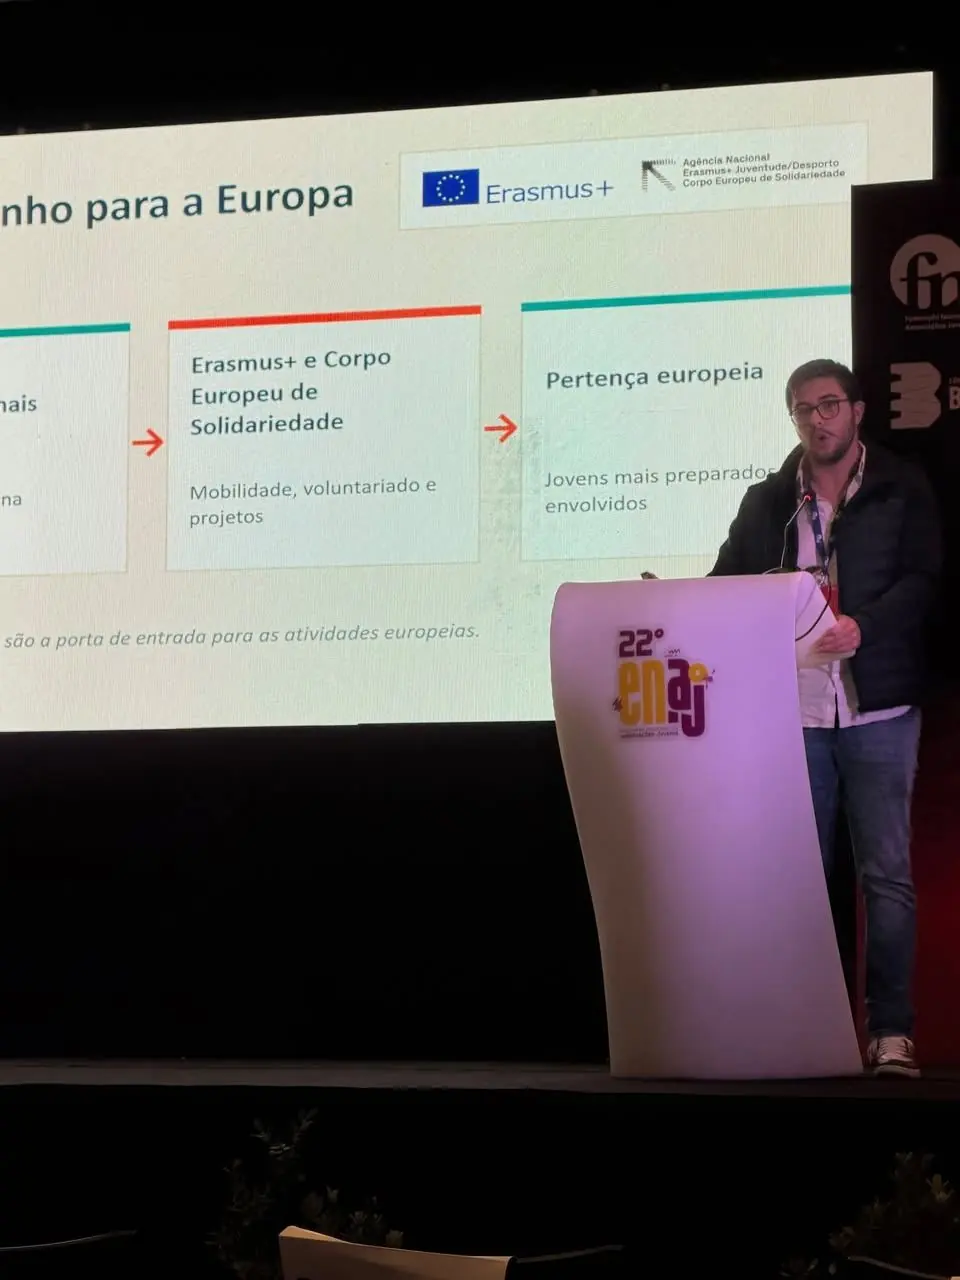 nho para a Europa
Erasmus+
Agência Nacional
Erasmus+ Juventude/Desporto
Corpo Europeu de Solidariedade
nais
na
Erasmus+ e Corpo
Europeu de
Solidariedade
Mobilidade, voluntariado e
projetos
Pertença europeia
Jovens mais preparados
envolvidos
são a porta de entrada para as atividades europeias.
22º
enaj
B